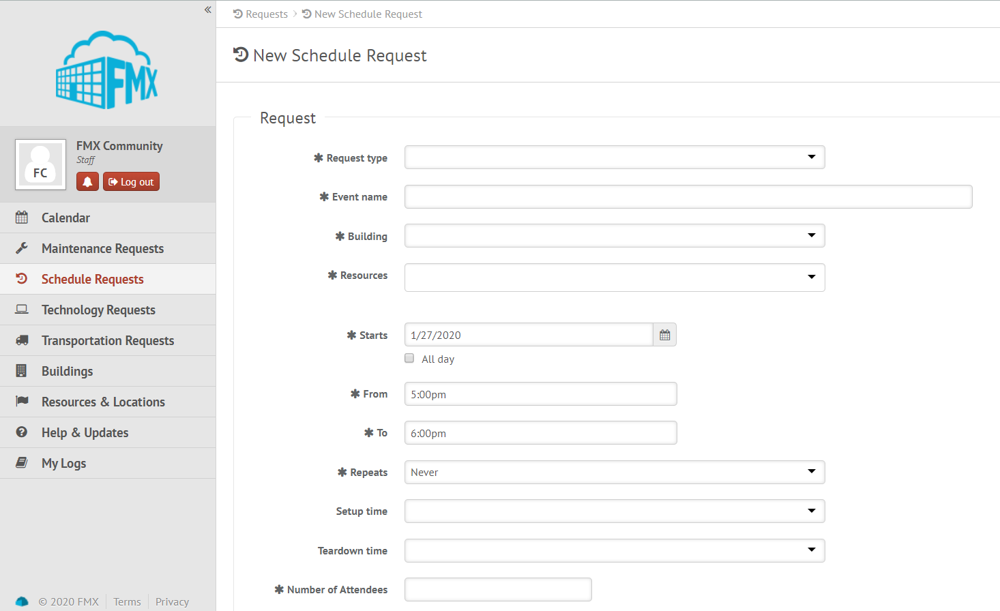 «
FMX
FC
FMX Community
Staff
Log out
Calendar
Maintenance Requests
Schedule Requests
Technology Requests
Transportation Requests
Buildings
Resources & Locations
Help & Updates
My Logs
© 2020 FMX
Terms
Privacy
Requests › New Schedule Request
New Schedule Request
Request
✱ Request type
✱ Event name
✱ Building
✱ Resources
✱ Starts 1/27/2020
All day
✱ From 5:00pm
✱ To 6:00pm
✱ Repeats Never
Setup time
Teardown time
✱ Number of Attendees